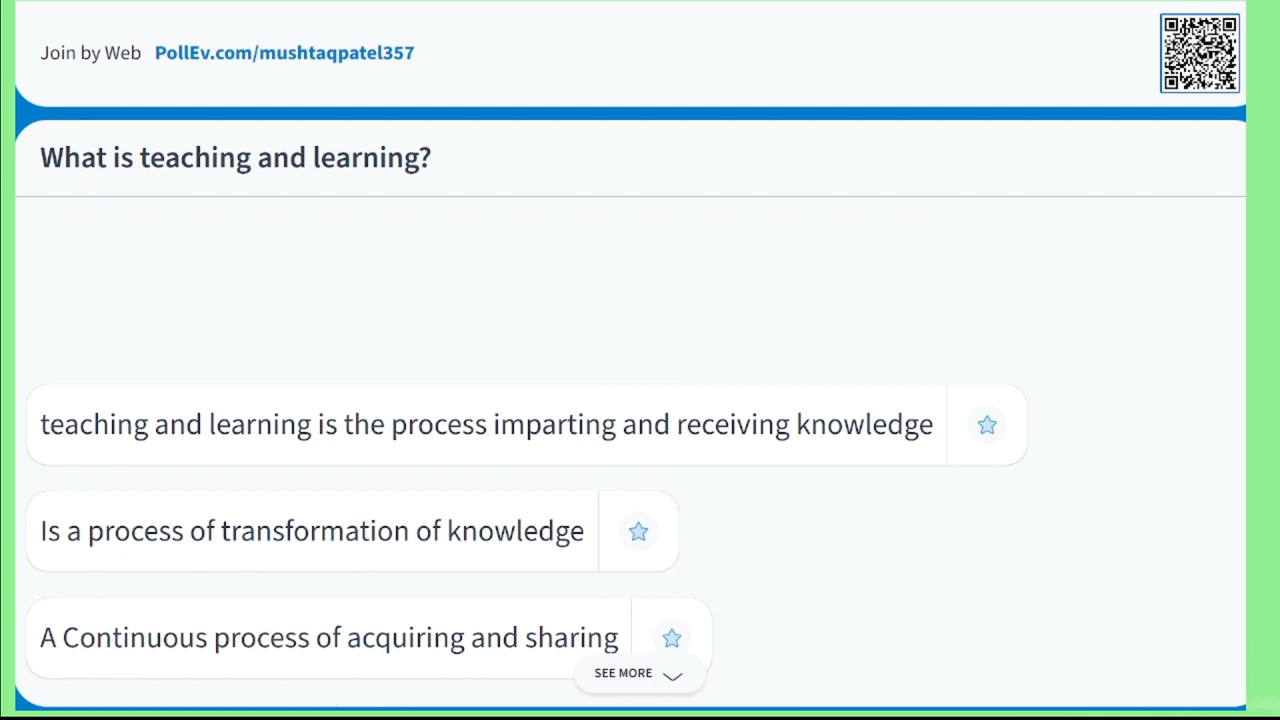 Join by Web PollEv.com/mushtaqpatel357
What is teaching and learning?
teaching and learning is the process imparting and receiving knowledge
Is a process of transformation of knowledge
A Continuous process of acquiring and sharing
SEE MORE